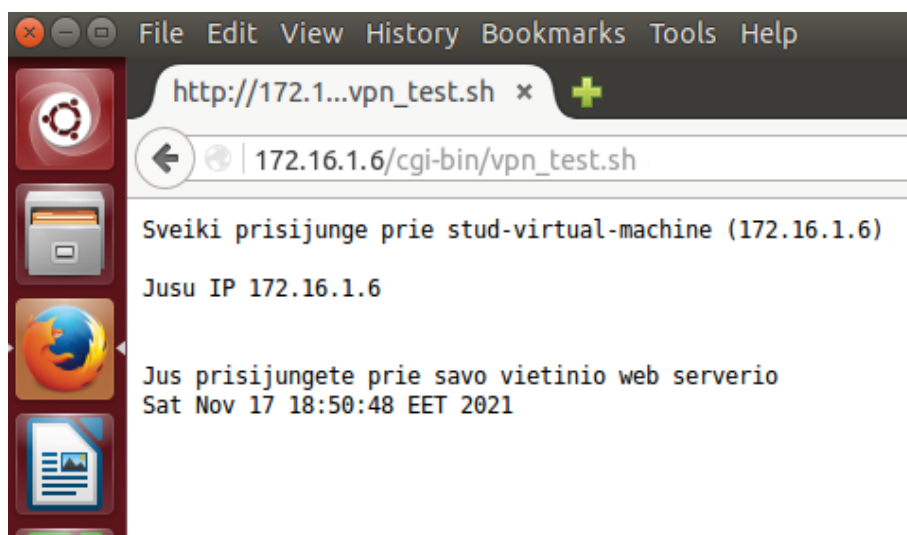 File Edit View History Bookmarks Tools Help
http://172.1...vpn_test.sh
172.16.1.6/cgi-bin/vpn_test.sh
Sveiki prisijunge prie stud-virtual-machine (172.16.1.6)
Jusu IP 172.16.1.6
Jus prisijungete prie savo vietinio web serverio
Sat Nov 17 18:50:48 EET 2021